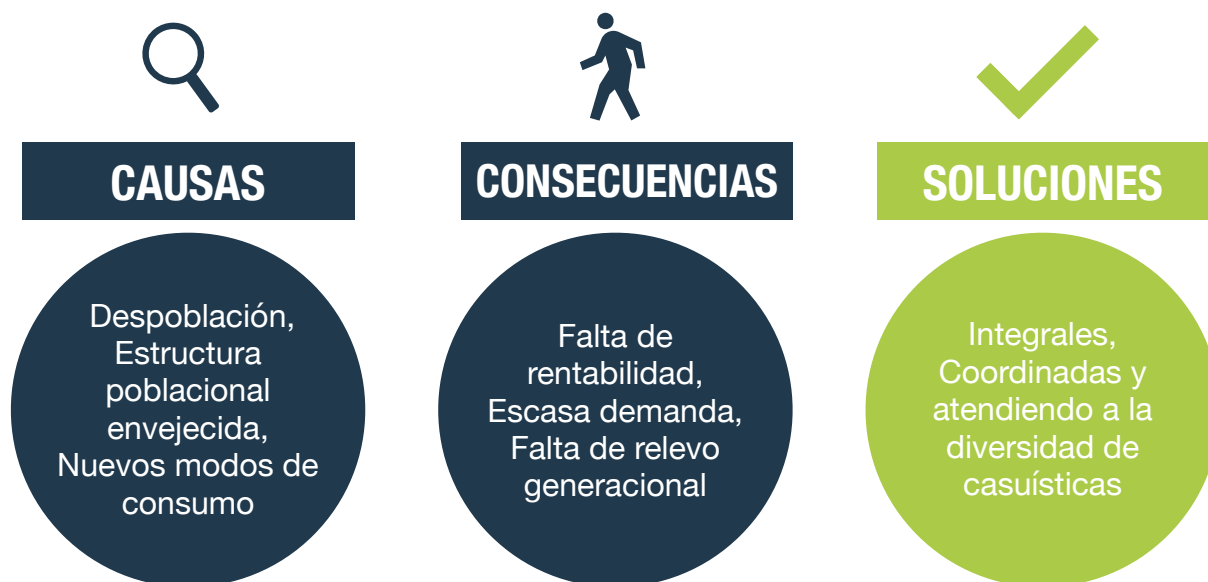 CAUSAS
Despoblación,
Estructura
poblacional
envejecida,
Nuevos modos de
consumo
CONSECUENCIAS
Falta de
rentabilidad,
Escasa demanda,
Falta de relevo
generacional
SOLUCIONES
Integrales,
Coordinadas y
atendiendo a la
diversidad de
casuísticas